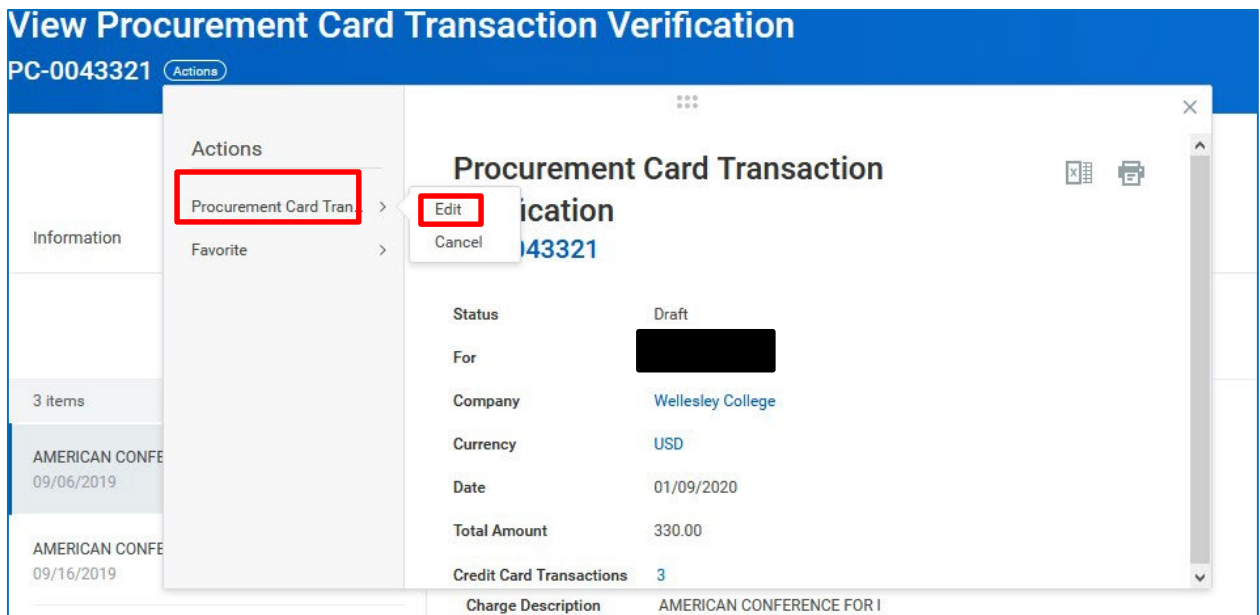 View Procurement Card Transaction Verification
PC-0043321 Actions
Actions
Procurement Card Tran...
Favorite
Edit
Cancel
Procurement Card Transaction
ication
43321
Status Draft
For
Company Wellesley College
Currency USD
Date 01/09/2020
Total Amount 330.00
Credit Card Transactions 3
Information
3 items
AMERICAN CONFE
09/06/2019
AMERICAN CONFE
09/16/2019
Charge Description AMERICAN CONFERENCE FOR I